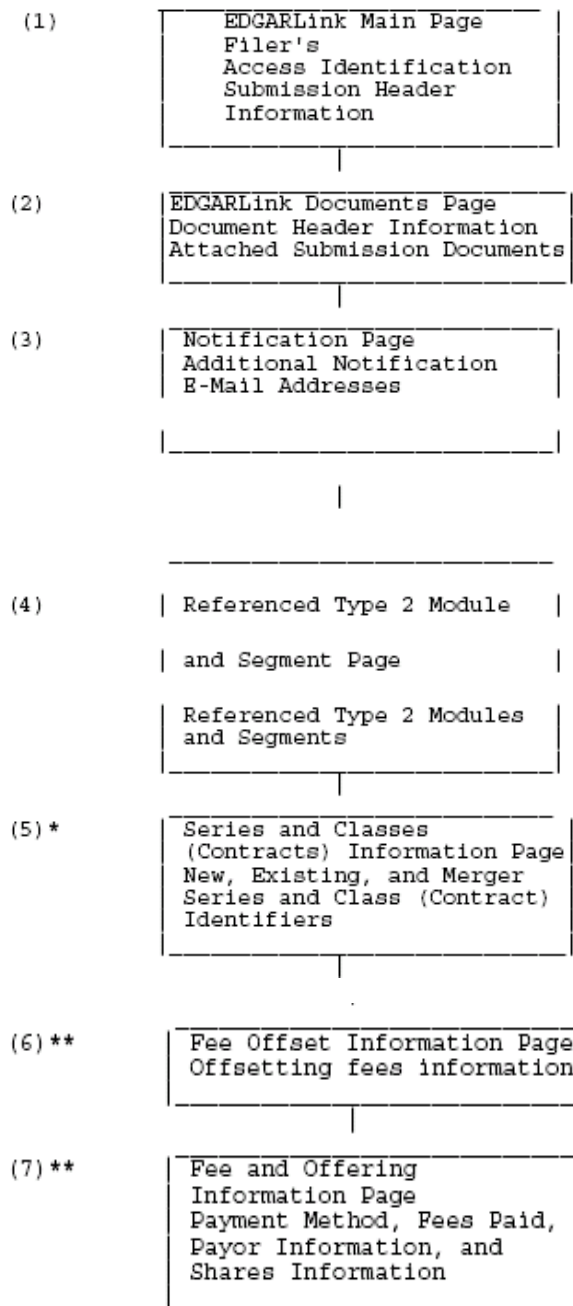 (1) EDGARLink Main Page
Filer's
Access Identification
Submission Header
Information
(2) EDGARLink Documents Page
Document Header Information
Attached Submission Documents
(3) Notification Page
Additional Notification
E-Mail Addresses
(4) Referenced Type 2 Module
and Segment Page
Referenced Type 2 Modules
and Segments
(5)* Series and Classes
(Contracts) Information Page
New, Existing, and Merger
Series and Class (Contract)
Identifiers
(6)** Fee Offset Information Page
Offsetting fees information
(7)** Fee and Offering
Information Page
Payment Method, Fees Paid,
Payor Information, and
Shares Information